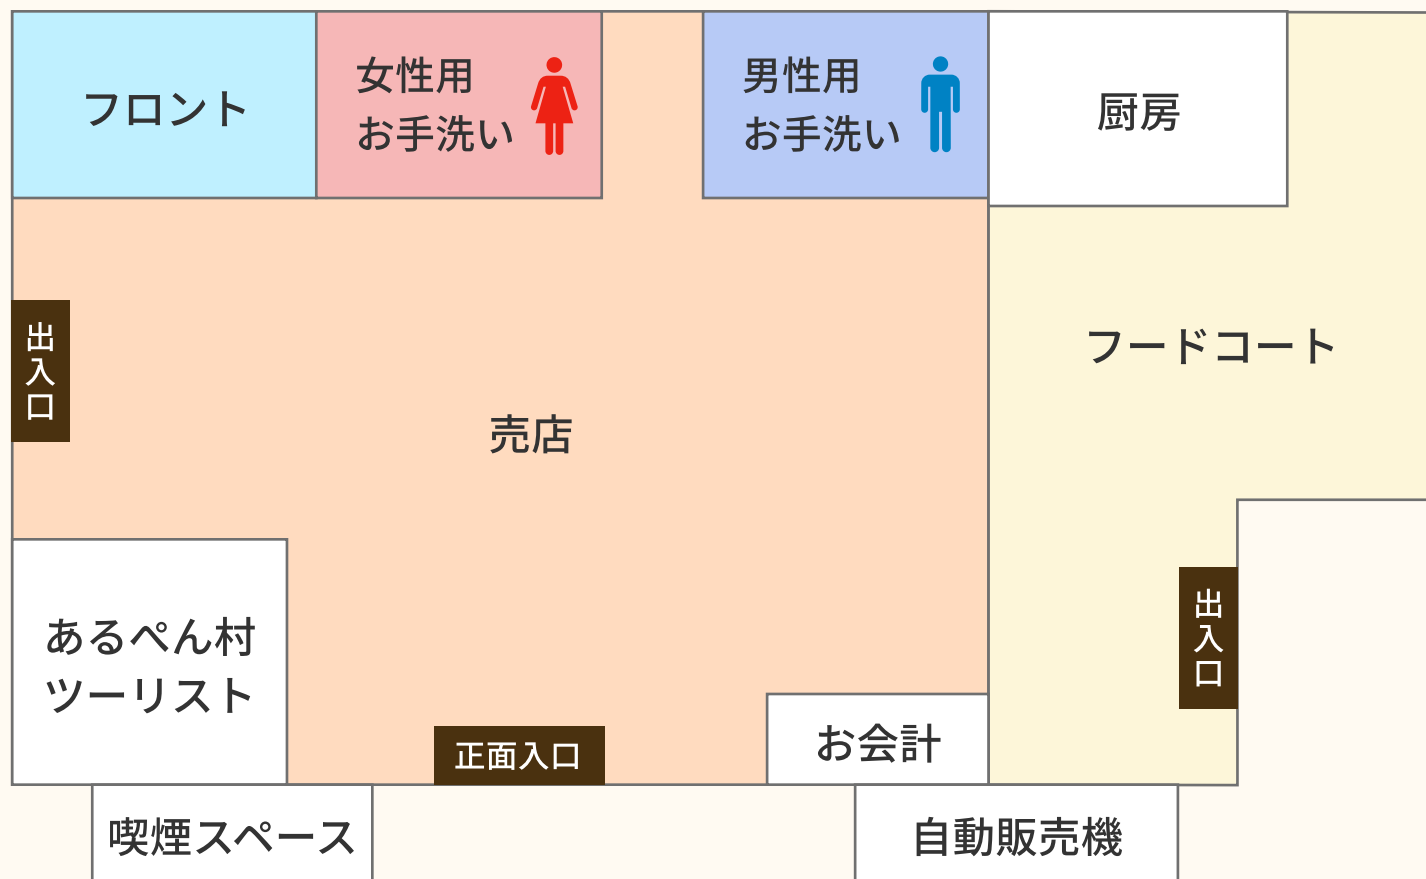 フロント
女性用
お手洗い
男性用
お手洗い
厨房
出入口
フードコート
売店
出入口
あるぺん村
ツーリスト
正面入口
お会計
喫煙スペース
自動販売機